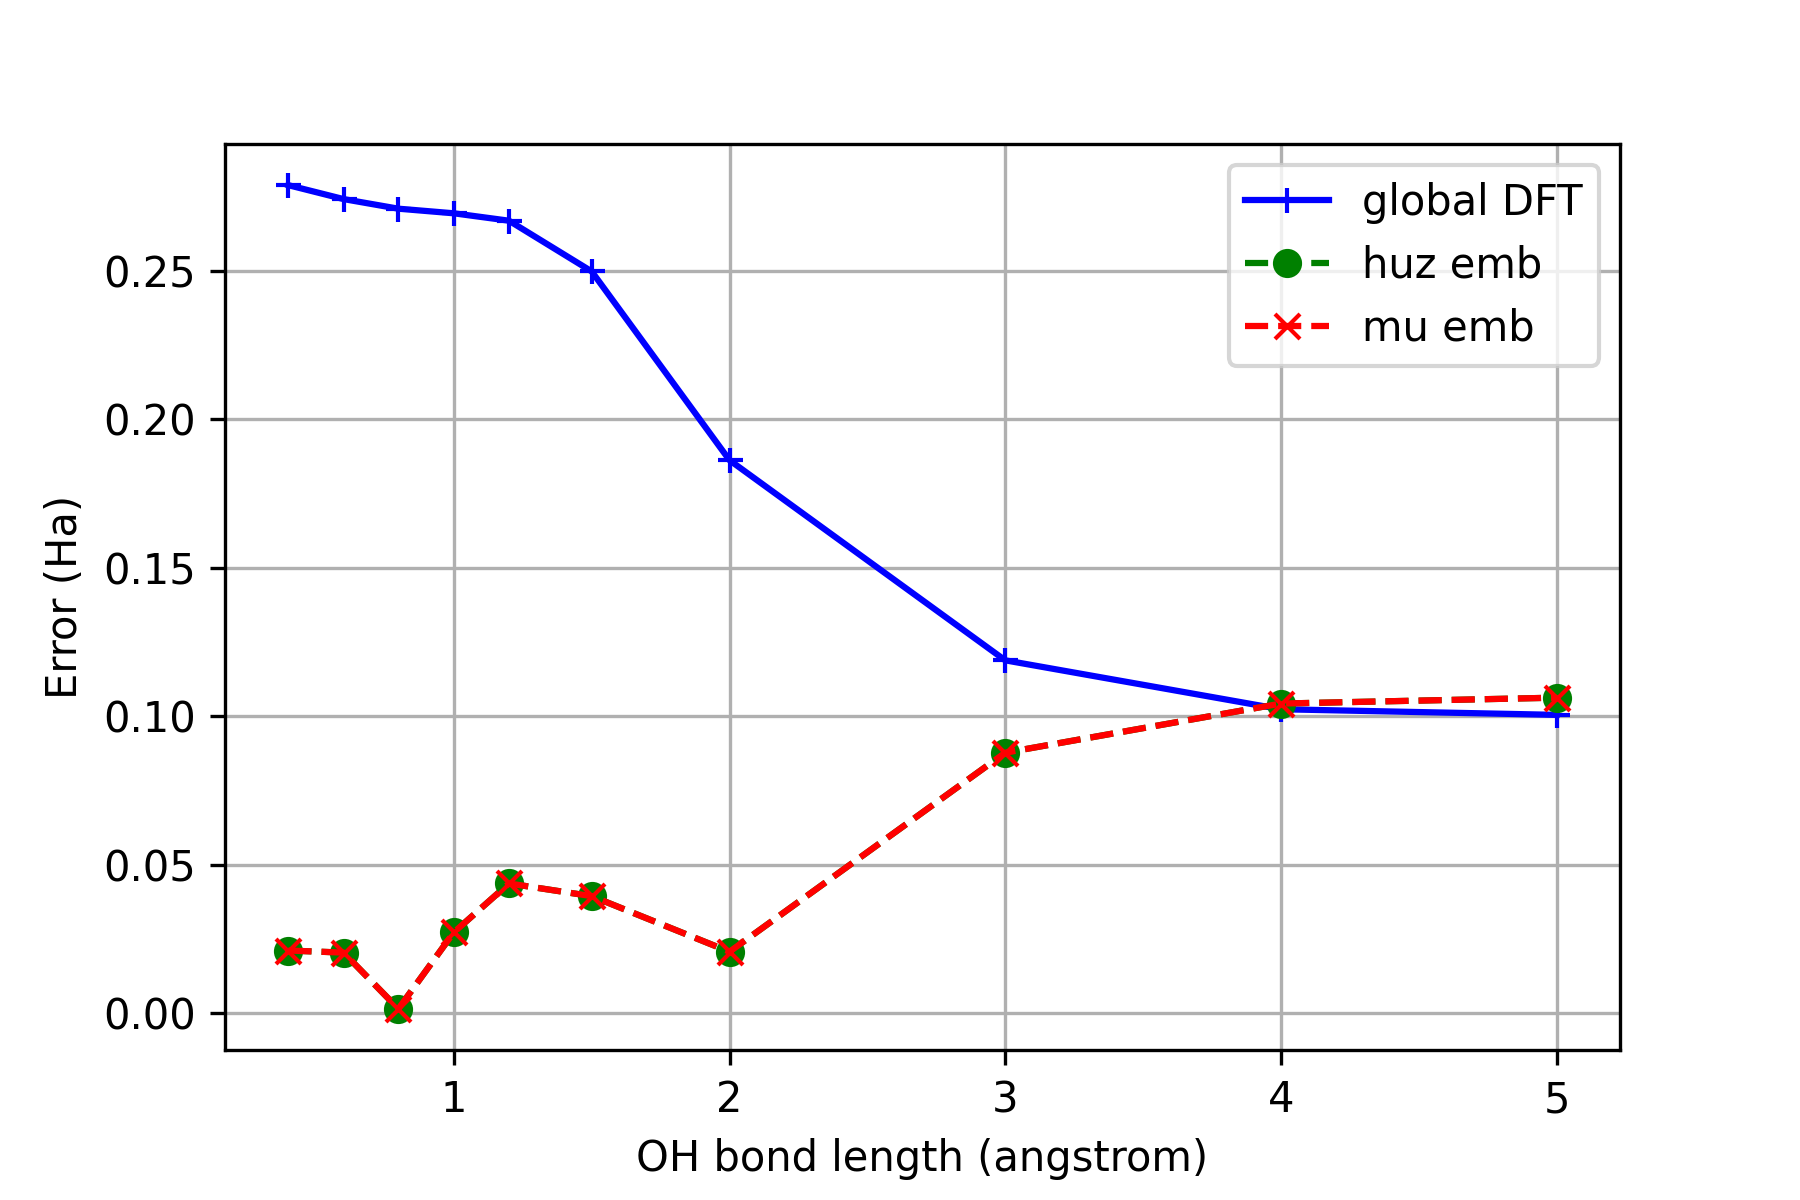 global DFT
huz emb
mu emb
0.25
0.20
0.15
0.10
0.05
0.00
Error (Ha)
1 2 3 4 5
OH bond length (angstrom)